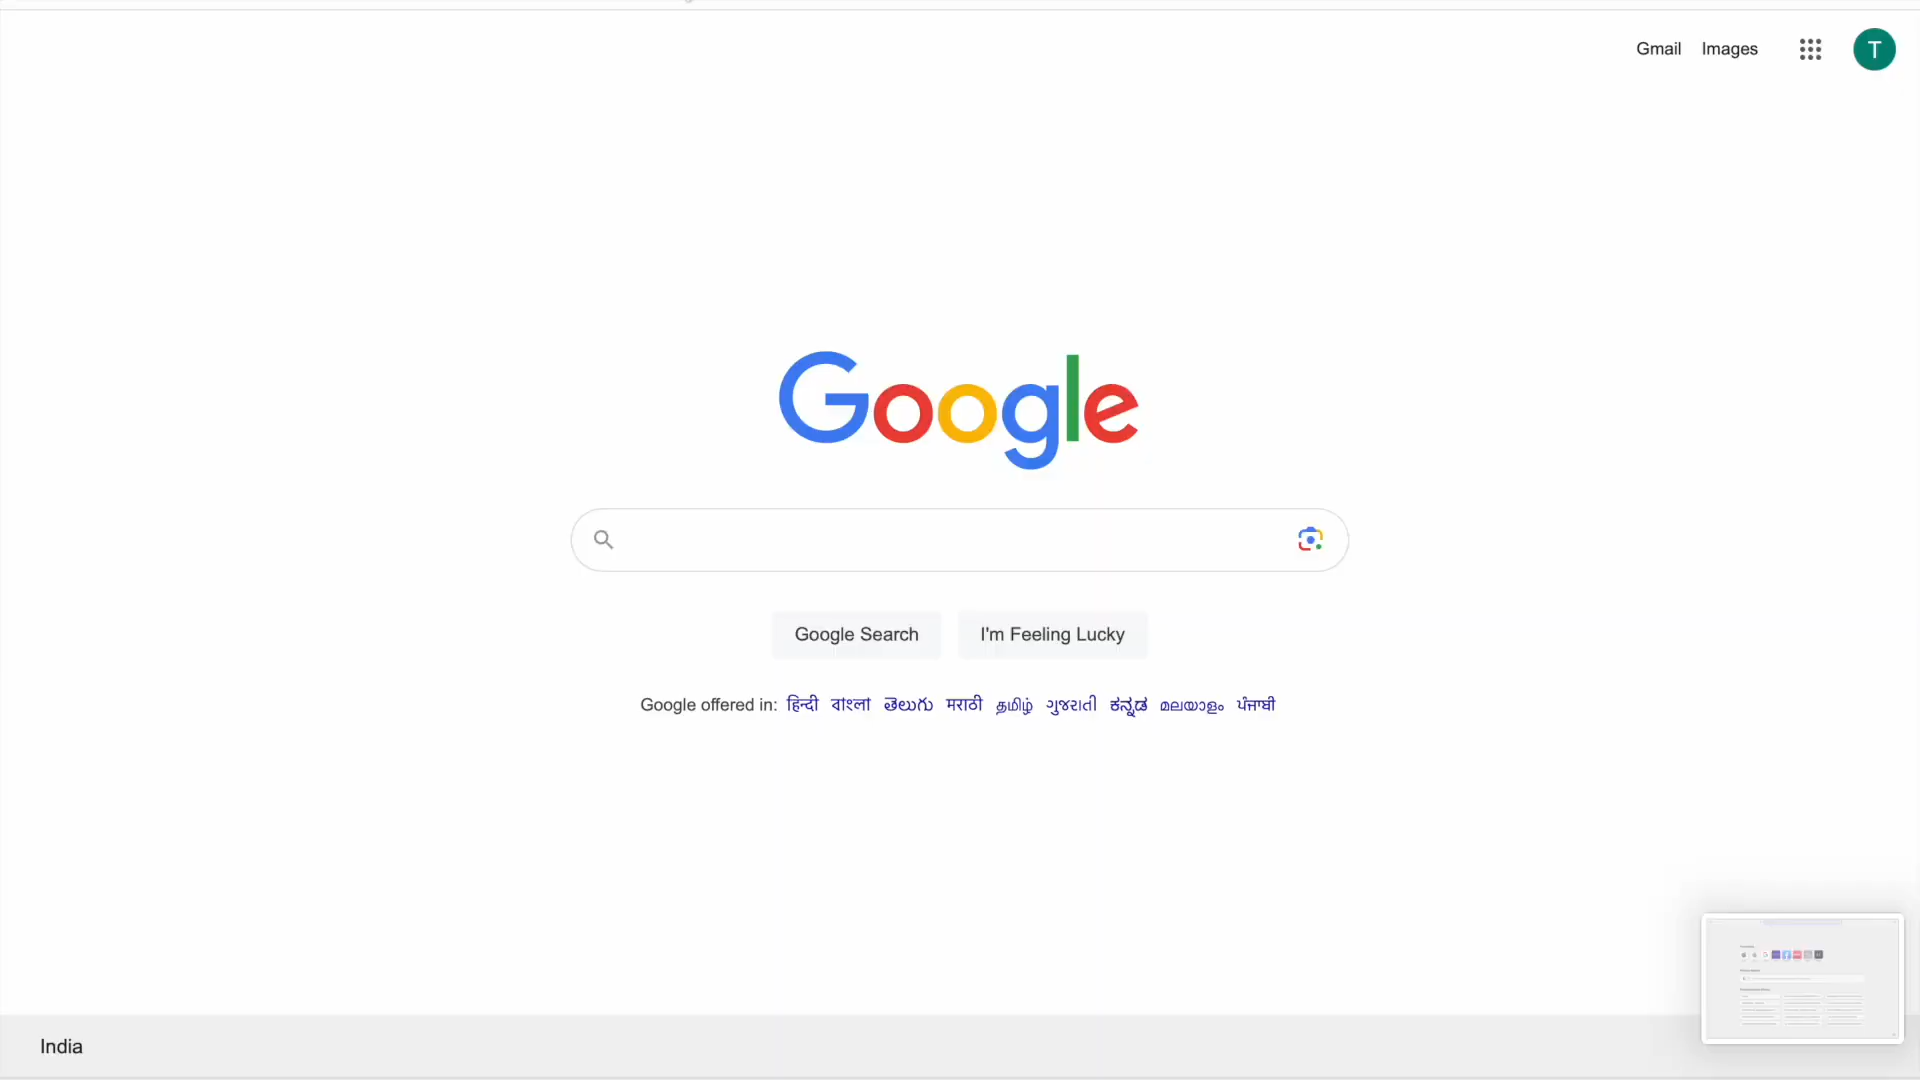 Gmail Images T
Google
Google Search I'm Feeling Lucky
Google offered in: हिन्दी বাংলা తెలుగు मराठी தமிழ் ગુજરાતી ಕನ್ನಡ മലയാളം ਪੰਜਾਬੀ
India